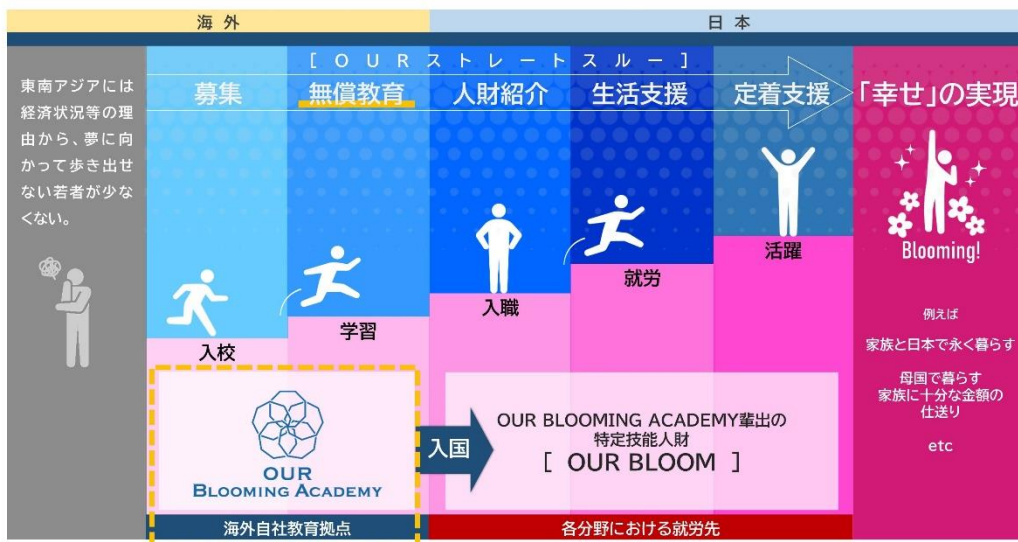 海外
日本
[OURストレートスルー]
東南アジアには
経済状況等の理
由から、夢に向
かって歩き出せ
ない若者が少な
くない。
募集
無償教育
人財紹介
生活支援
定着支援
「幸せ」の実現
入校
学習
入職
就労
活躍
Blooming!
例えば
家族と日本で永く暮らす
母国で暮らす
家族に十分な金額の
仕送り
etc
OUR
BLOOMING ACADEMY
入国
OUR BLOOMING ACADEMY輩出の
特定技能人財
[ OUR BLOOM ]
海外自社教育拠点
各分野における就労先